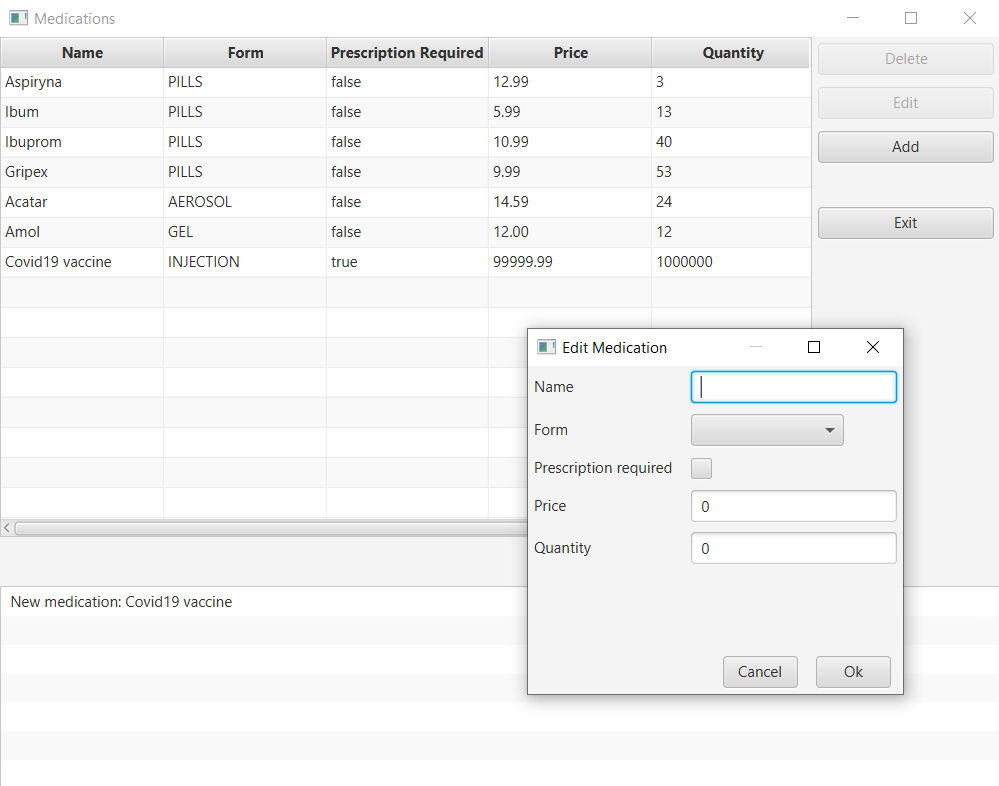 Medications
Name Form Prescription Required Price Quantity
Aspiryna PILLS false 12.99 3
Ibum PILLS false 5.99 13
Ibuprom PILLS false 10.99 40
Gripex PILLS false 9.99 53
Acatar AEROSOL false 14.59 24
Amol GEL false 12.00 12
Covid19 vaccine INJECTION true 99999.99 1000000
Delete
Edit
Add
Exit
Edit Medication
Name
Form
Prescription required
Price 0
Quantity 0
Cancel Ok
New medication: Covid19 vaccine